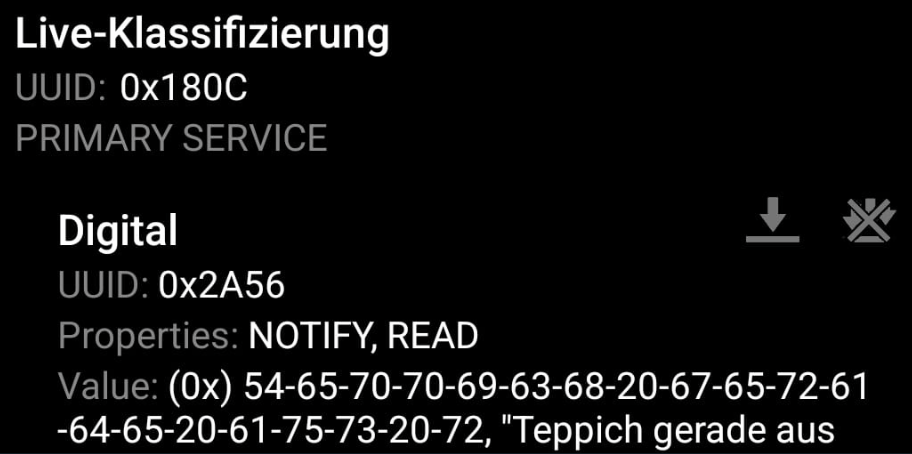 Live-Klassifizierung
UUID: 0x180C
PRIMARY SERVICE
Digital
UUID: 0x2A56
Properties: NOTIFY, READ
Value: (0x) 54-65-70-70-69-63-68-20-67-65-72-61
-64-65-20-61-75-73-20-72, "Teppich gerade aus